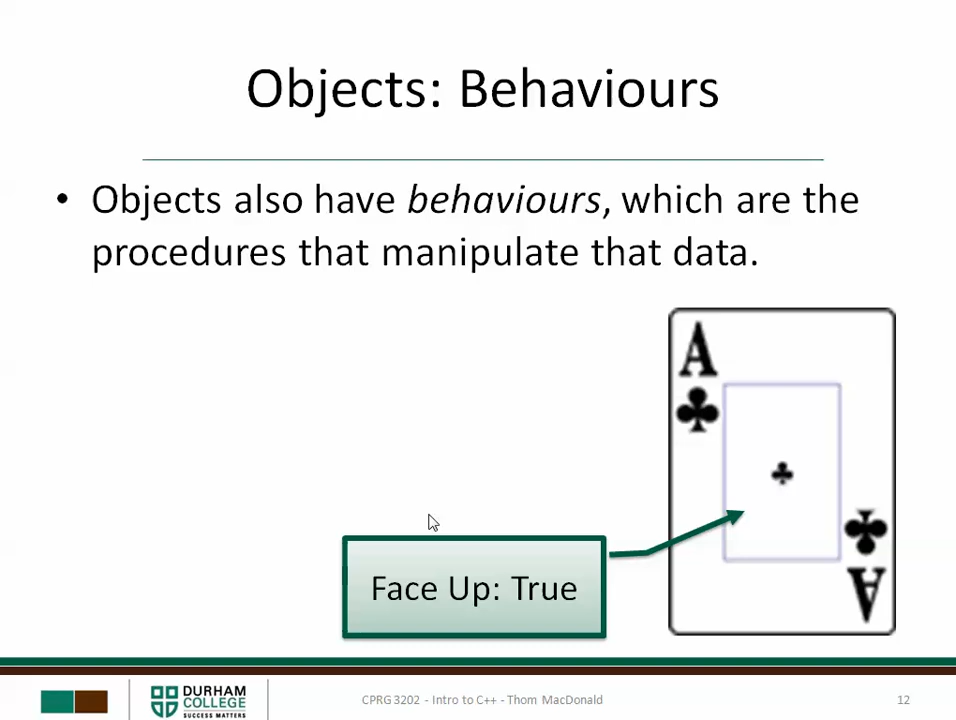 Objects: Behaviours
• Objects also have behaviours, which are the
procedures that manipulate that data.
A
Face Up: True
A
DURHAM
COLLEGE
SUCCESS MATTERS
CPRG 3202 - Intro to C++ - Thom MacDonald
12